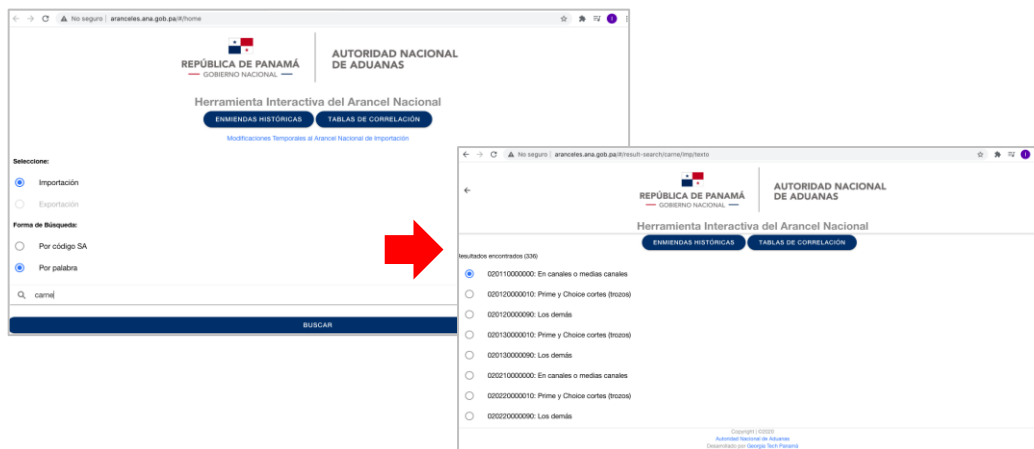 No seguro | aranceles.ana.gob.pa/#/home
REPÚBLICA DE PANAMÁ
— GOBIERNO NACIONAL —
AUTORIDAD NACIONAL
DE ADUANAS
Herramienta Interactiva del Arancel Nacional
ENMIENDAS HISTÓRICAS
TABLAS DE CORRELACIÓN
Modificaciones Temporales al Arancel Nacional de Importación
Seleccione:
Importación
Exportación
Forma de Búsqueda:
Por código SA
Por palabra
carne
BUSCAR
No seguro | aranceles.ana.gob.pa/#/result-search/carne/imp/texto
REPÚBLICA DE PANAMÁ
— GOBIERNO NACIONAL —
AUTORIDAD NACIONAL
DE ADUANAS
Herramienta Interactiva del Arancel Nacional
ENMIENDAS HISTÓRICAS
TABLAS DE CORRELACIÓN
esultados encontrados (336)
020110000000: En canales o medias canales
020120000010: Prime y Choice cortes (trozos)
020120000090: Los demás
020130000010: Prime y Choice cortes (trozos)
020130000090: Los demás
020210000000: En canales o medias canales
020220000010: Prime y Choice cortes (trozos)
020220000090: Los demás
Copyright | ©2020
Autoridad Nacional de Aduanas
Desarrollado por Georgia Tech Panamá